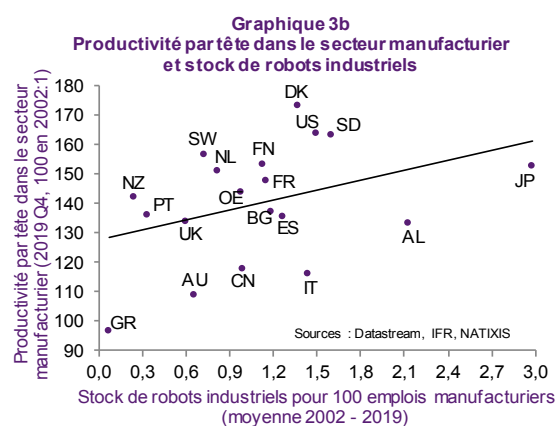 Graphique 3b
Productivité par tête dans le secteur manufacturier
et stock de robots industriels
Productivité par tête dans le secteur
manufacturier (2019 Q4, 100 en 2002:1)
180
170
160
150
140
130
120
110
100
90
DK
US
SD
SW
NL
FN
FR
JP
NZ
PT
OE
UK
BG
ES
AL
AU
CN
IT
GR
Sources : Datastream, IFR, NATIXIS
0,0 0,3 0,6 0,9 1,2 1,5 1,8 2,1 2,4 2,7 3,0
Stock de robots industriels pour 100 emplois manufacturiers
(moyenne 2002 - 2019)